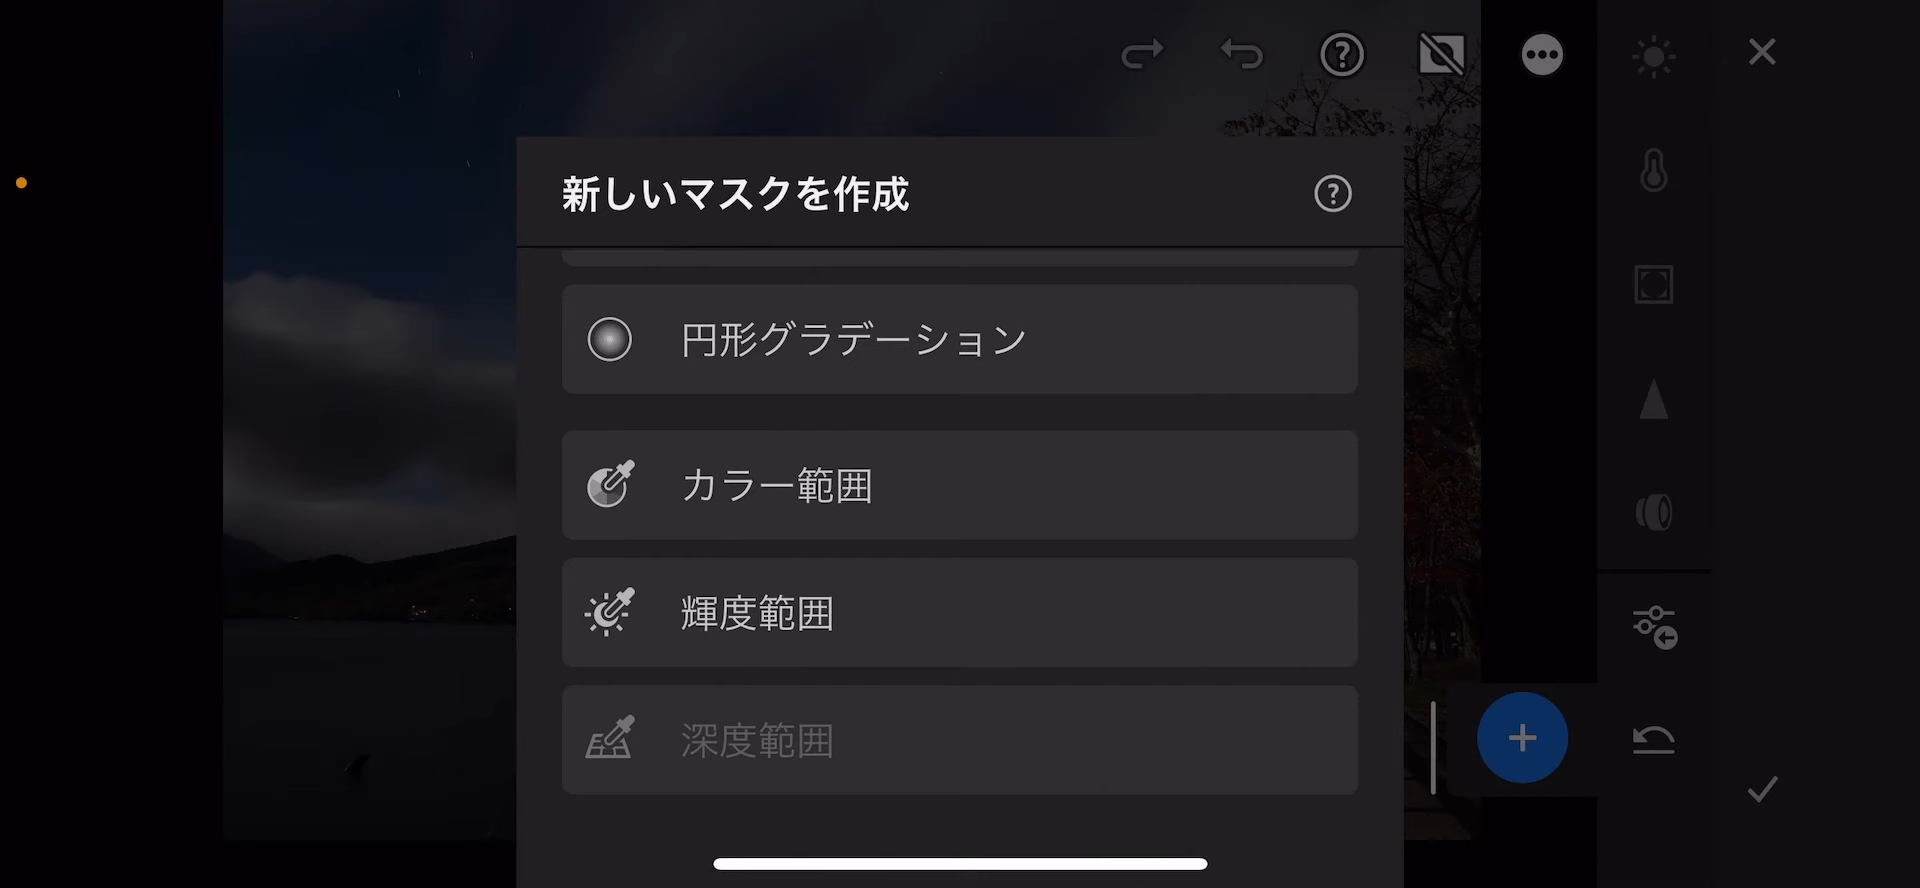 新しいマスクを作成
円形グラデーション
カラー範囲
輝度範囲
深度範囲